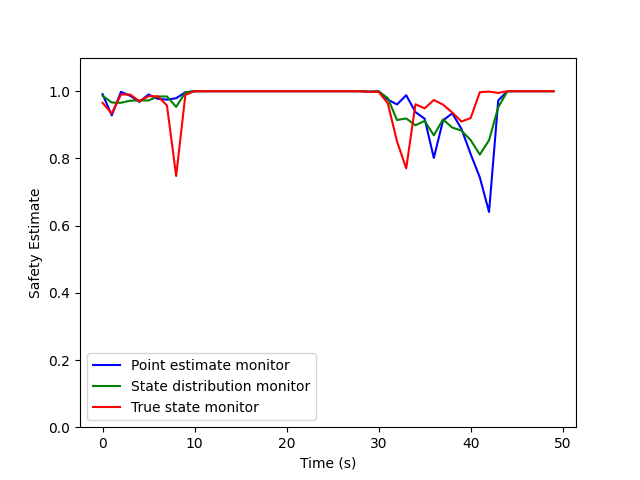 1.0
0.8
0.6
0.4
0.2
0.0
Safety Estimate
Point estimate monitor
State distribution monitor
True state monitor
0 10 20 30 40 50
Time (s)